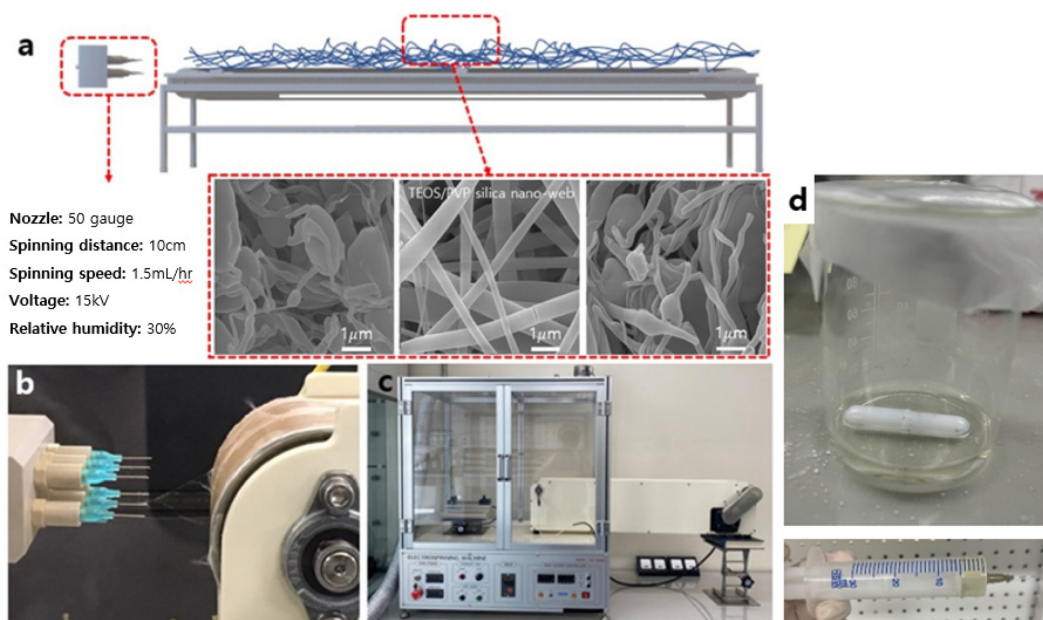 a
TEOS/PVP silica nano-web
Nozzle: 50 gauge
Spinning distance: 10cm
Spinning speed: 1.5mL/hr
Voltage: 15kV
Relative humidity: 30%
1μm
1μm
1μm
b
c
ELECTROSPINNING MACHINE
d